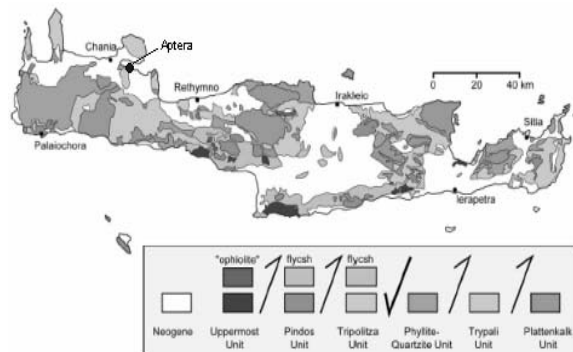 Chania
Aptera
Rethymno
Irakleio
0 20 40 km
Sitia
Palaiochora
Ierapetra
"ophiolite" flycsh flycsh
Neogene Uppermost Unit Pindos Unit Tripolitza Unit Phyllite-Quartzite Unit Trypali Unit Plattenkalk Unit